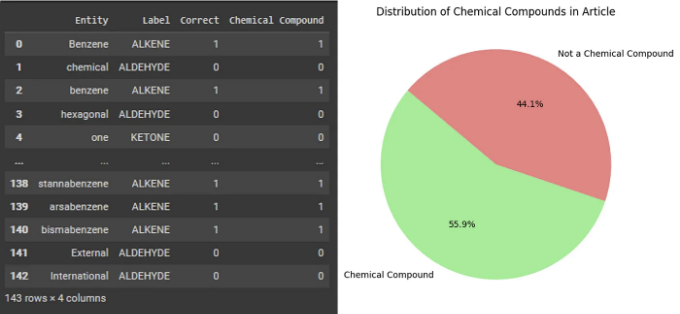 Entity Label Correct Chemical Compound
0 Benzene ALKENE 1 1
1 chemical ALDEHYDE 0 0
2 benzene ALKENE 1 1
3 hexagonal ALDEHYDE 0 0
4 one KETONE 0 0
... ... ... ... ...
138 stannabenzene ALKENE 1 1
139 arsabenzene ALKENE 1 1
140 bismabenzene ALKENE 1 1
141 External ALDEHYDE 0 0
142 International ALDEHYDE 0 0
143 rows × 4 columns
Distribution of Chemical Compounds in Article
Not a Chemical Compound
44.1%
55.9%
Chemical Compound